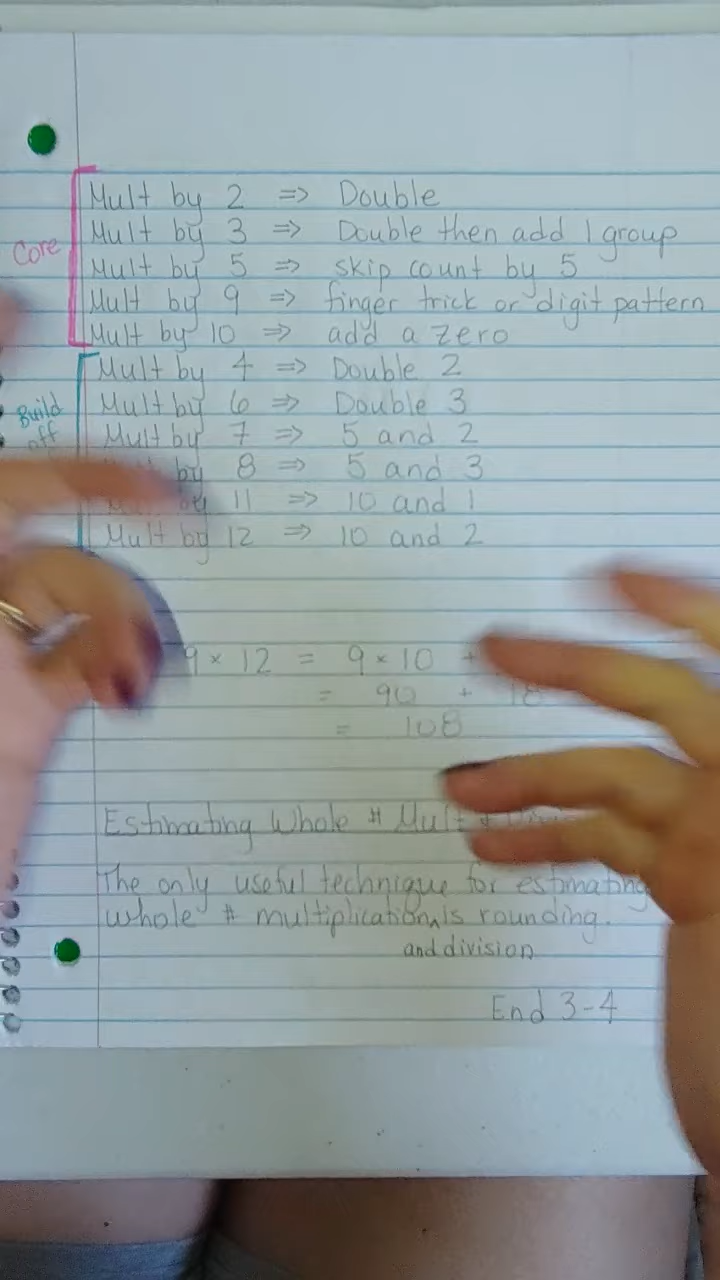 Core
Mult by 2 => Double
Mult by 3 => Double then add 1 group
Mult by 5 => skip count by 5
Mult by 9 => finger trick or digit pattern
Mult by 10 => add a zero
Build off
Mult by 4 => Double 2
Mult by 6 => Double 3
Mult by 7 => 5 and 2
by 8 => 5 and 3
by 11 => 10 and 1
Mult by 12 => 10 and 2
9 × 12 = 9 × 10 +
= 90 + 18
= 108
Estimating Whole # Mult
The only useful technique for estimating
whole # multiplication ^ is rounding.
and division
End 3-4